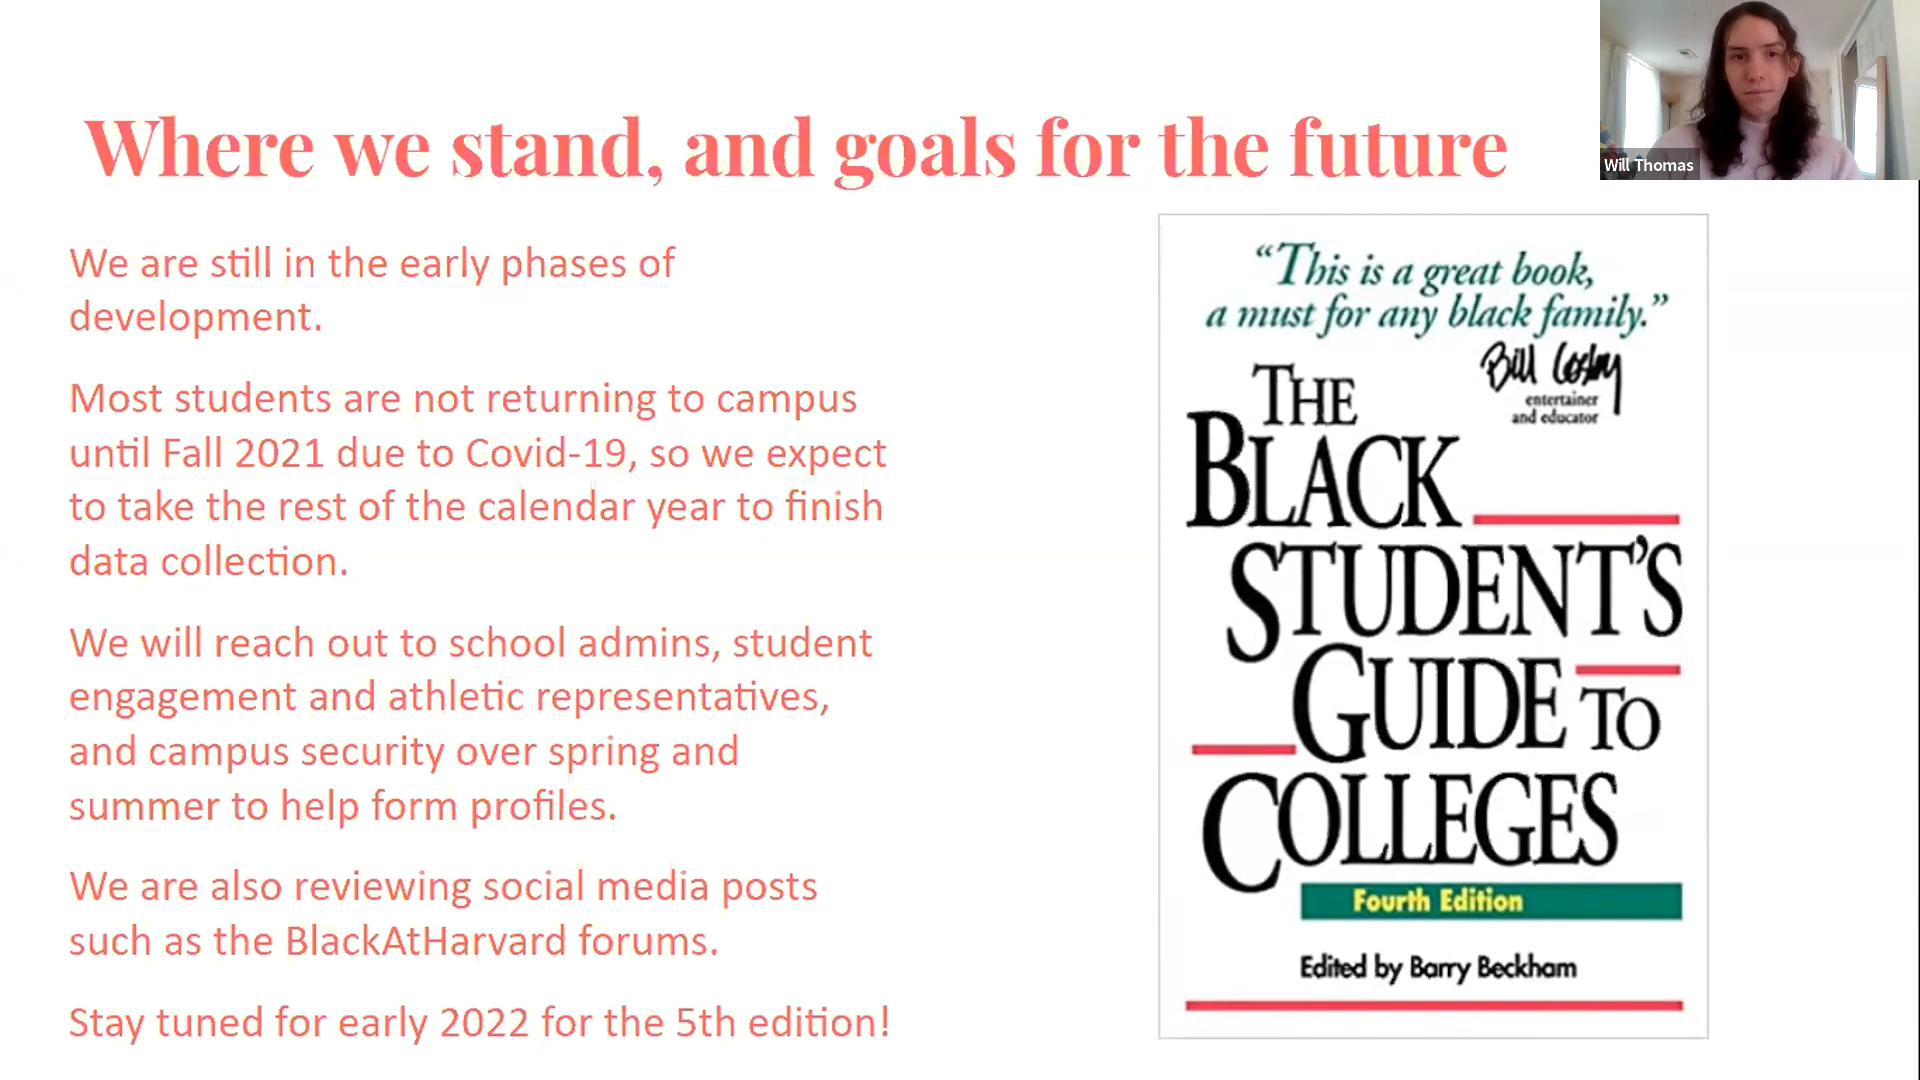 Where we stand, and goals for the future
Will Thomas
We are still in the early phases of
development.
Most students are not returning to campus
until Fall 2021 due to Covid-19, so we expect
to take the rest of the calendar year to finish
data collection.
We will reach out to school admins, student
engagement and athletic representatives,
and campus security over spring and
summer to help form profiles.
We are also reviewing social media posts
such as the BlackAtHarvard forums.
Stay tuned for early 2022 for the 5th edition!
“This is a great book,
a must for any black family.”
Bill Cosby
entertainer
and educator
THE
BLACK
STUDENT'S
GUIDE TO
COLLEGES
Fourth Edition
Edited by Barry Beckham